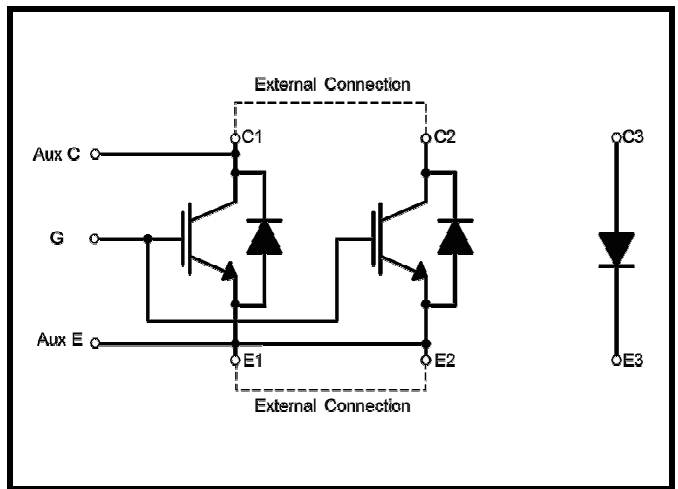 External Connection
C1
C2
C3
Aux C
G
Aux E
E1
E2
E3
External Connection